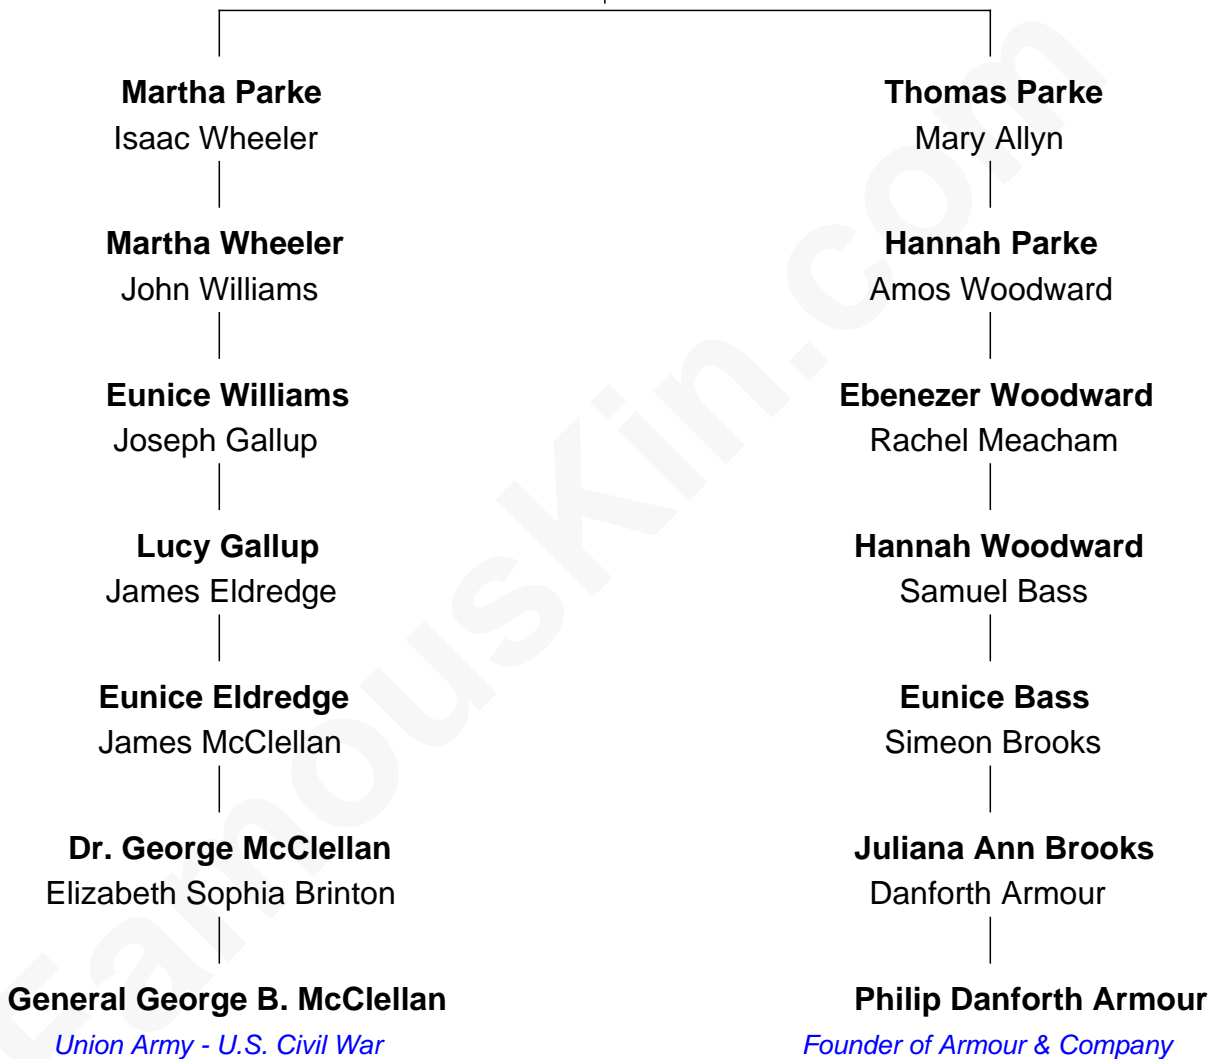 Martha Parke
Isaac Wheeler
Thomas Parke
Mary Allyn
Martha Wheeler
John Williams
Hannah Parke
Amos Woodward
Eunice Williams
Joseph Gallup
Ebenezer Woodward
Rachel Meacham
Lucy Gallup
James Eldredge
Hannah Woodward
Samuel Bass
Eunice Eldredge
James McClellan
Eunice Bass
Simeon Brooks
Dr. George McClellan
Elizabeth Sophia Brinton
Juliana Ann Brooks
Danforth Armour
General George B. McClellan
Union Army - U.S. Civil War
Philip Danforth Armour
Founder of Armour & Company
FamousKin.com